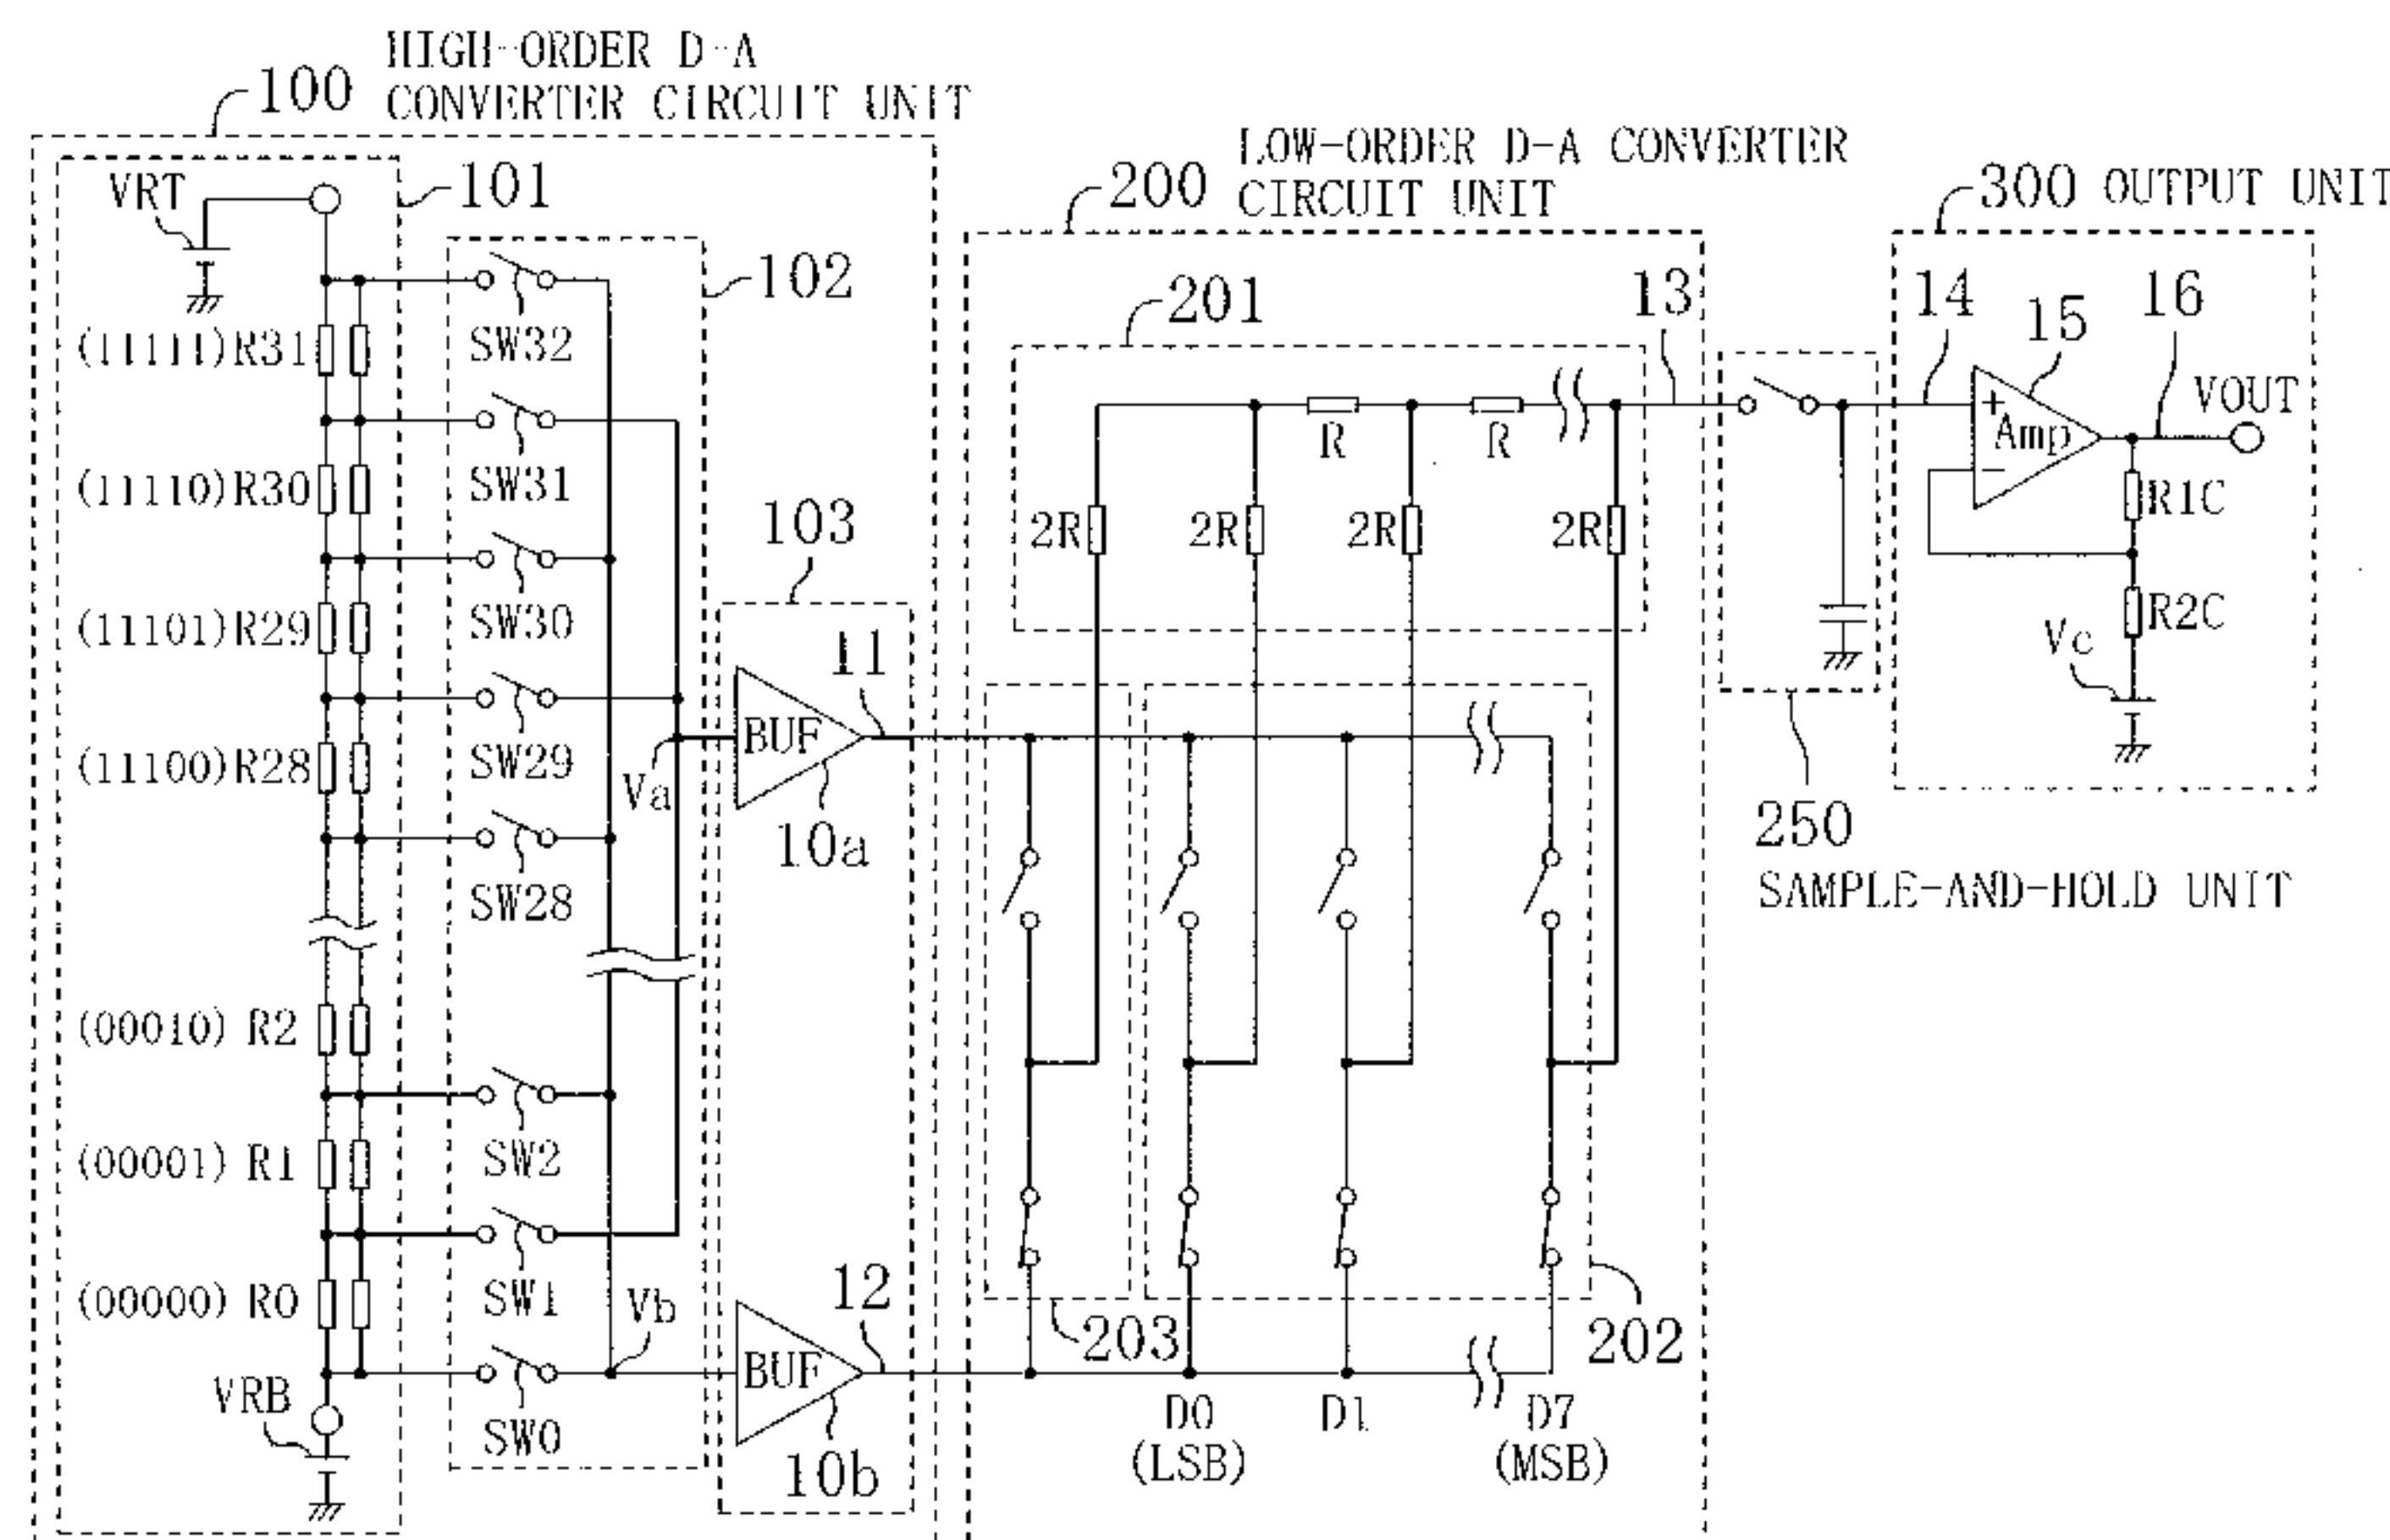 HIGH-ORDER D-A
100 CONVERTER CIRCUIT UNIT
LOW-ORDER D-A CONVERTER
200 CIRCUIT UNIT
300 OUTPUT UNIT
VRT
101
102
201
13
14
15
16
VOUT
(11111) R31
SW32
R
R
+
Amp
−
(11110) R30
SW31
103
2R
2R
2R
2R
R1C
(11101) R29
SW30
11
R2C
Vc
(11100) R28
SW29
Va
BUF
10a
250
SAMPLE-AND-HOLD UNIT
SW28
(00010) R2
(00001) R1
SW2
(00000) R0
SW1
Vb
12
203
202
VRB
SW0
BUF
10b
D0
(LSB)
D1
D7
(MSB)